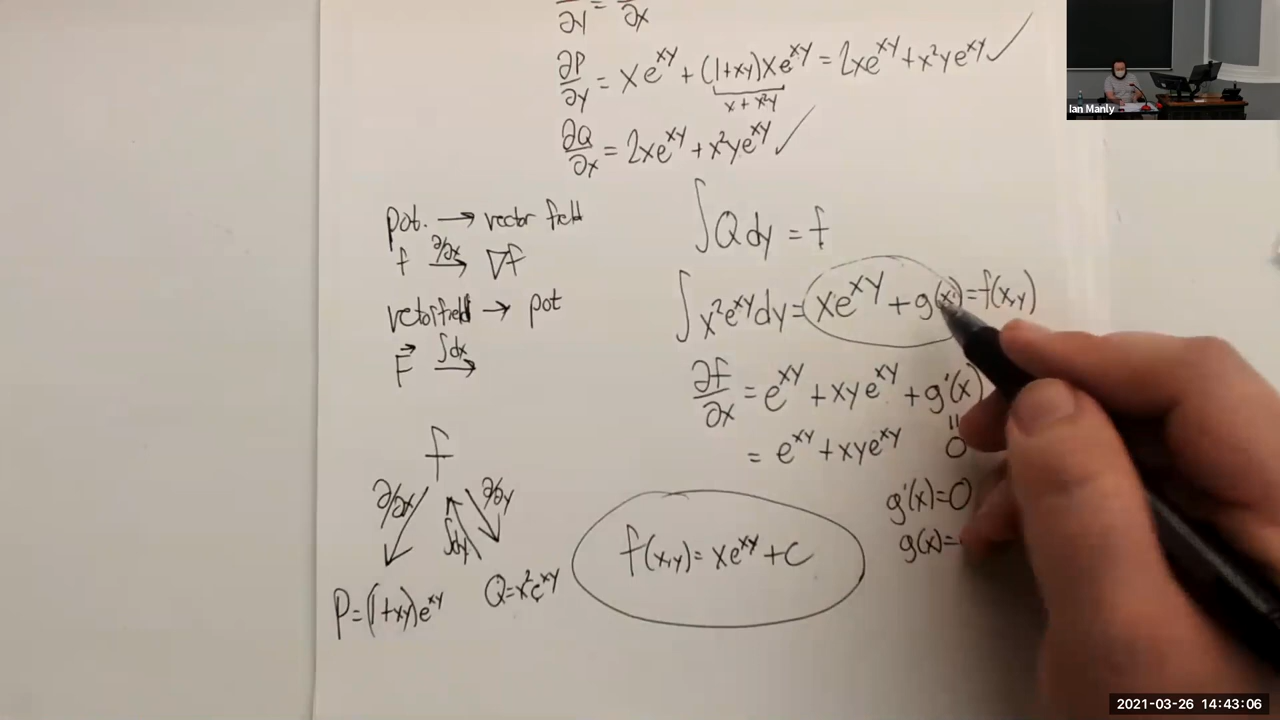 ∂y = ∂x
∂P/∂y = xe^xy + (1+xy)xe^xy = 2xe^xy + x²ye^xy ✓
x + x²y
∂Q/∂x = 2xe^xy + x²ye^xy ✓
pot. → vector field
f ∂/∂x → ∇f
vector field → pot
F⃗ ∫dx →
∫Q dy = f
∫x²e^xy dy = xe^xy + g(x) = f(x,y)
∂f/∂x = e^xy + xye^xy + g'(x)
= e^xy + xye^xy
"
0
g'(x)=0
g(x)=
f
∂/∂x ∫dy ∂/∂y
P=(1+xy)e^xy Q=x²e^xy
f(x,y)= xe^xy + C
Ian Manly
2021-03-26 14:43:06